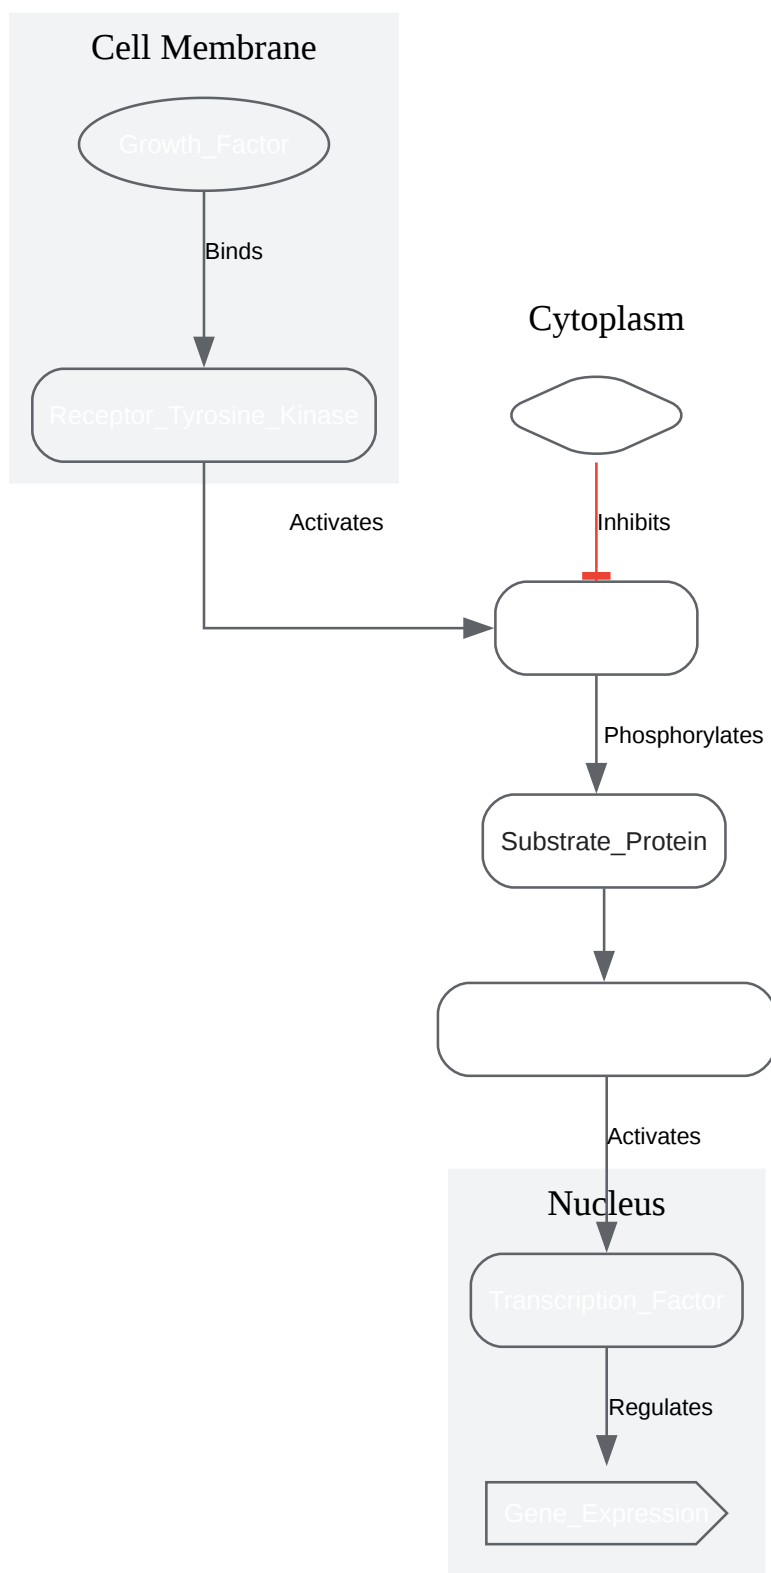 Cell Membrane
Growth_Factor
Binds
Cytoplasm
Receptor_Tyrosine_Kinase
Activates
Inhibits
Phosphorylates
Substrate_Protein
Activates
Nucleus
Transcription_Factor
Regulates
Gene_Expression